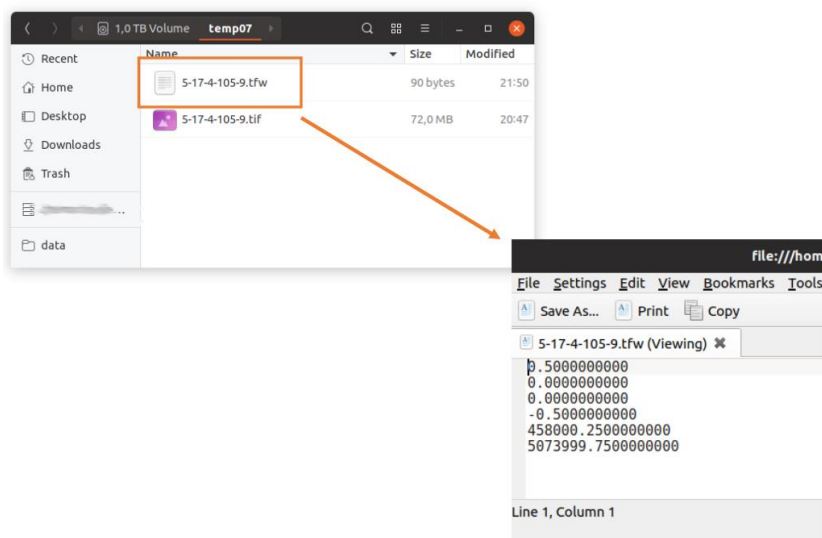 1,0 TB Volume temp07
Name Size Modified
Recent
5-17-4-105-9.tfw 90 bytes 21:50
Home
Desktop
5-17-4-105-9.tif 72,0 MB 20:47
Downloads
Trash
data
file:///hom
File Settings Edit View Bookmarks Tools
Save As... Print Copy
5-17-4-105-9.tfw (Viewing)
0.5000000000
0.0000000000
0.0000000000
-0.5000000000
458000.2500000000
5073999.7500000000
Line 1, Column 1